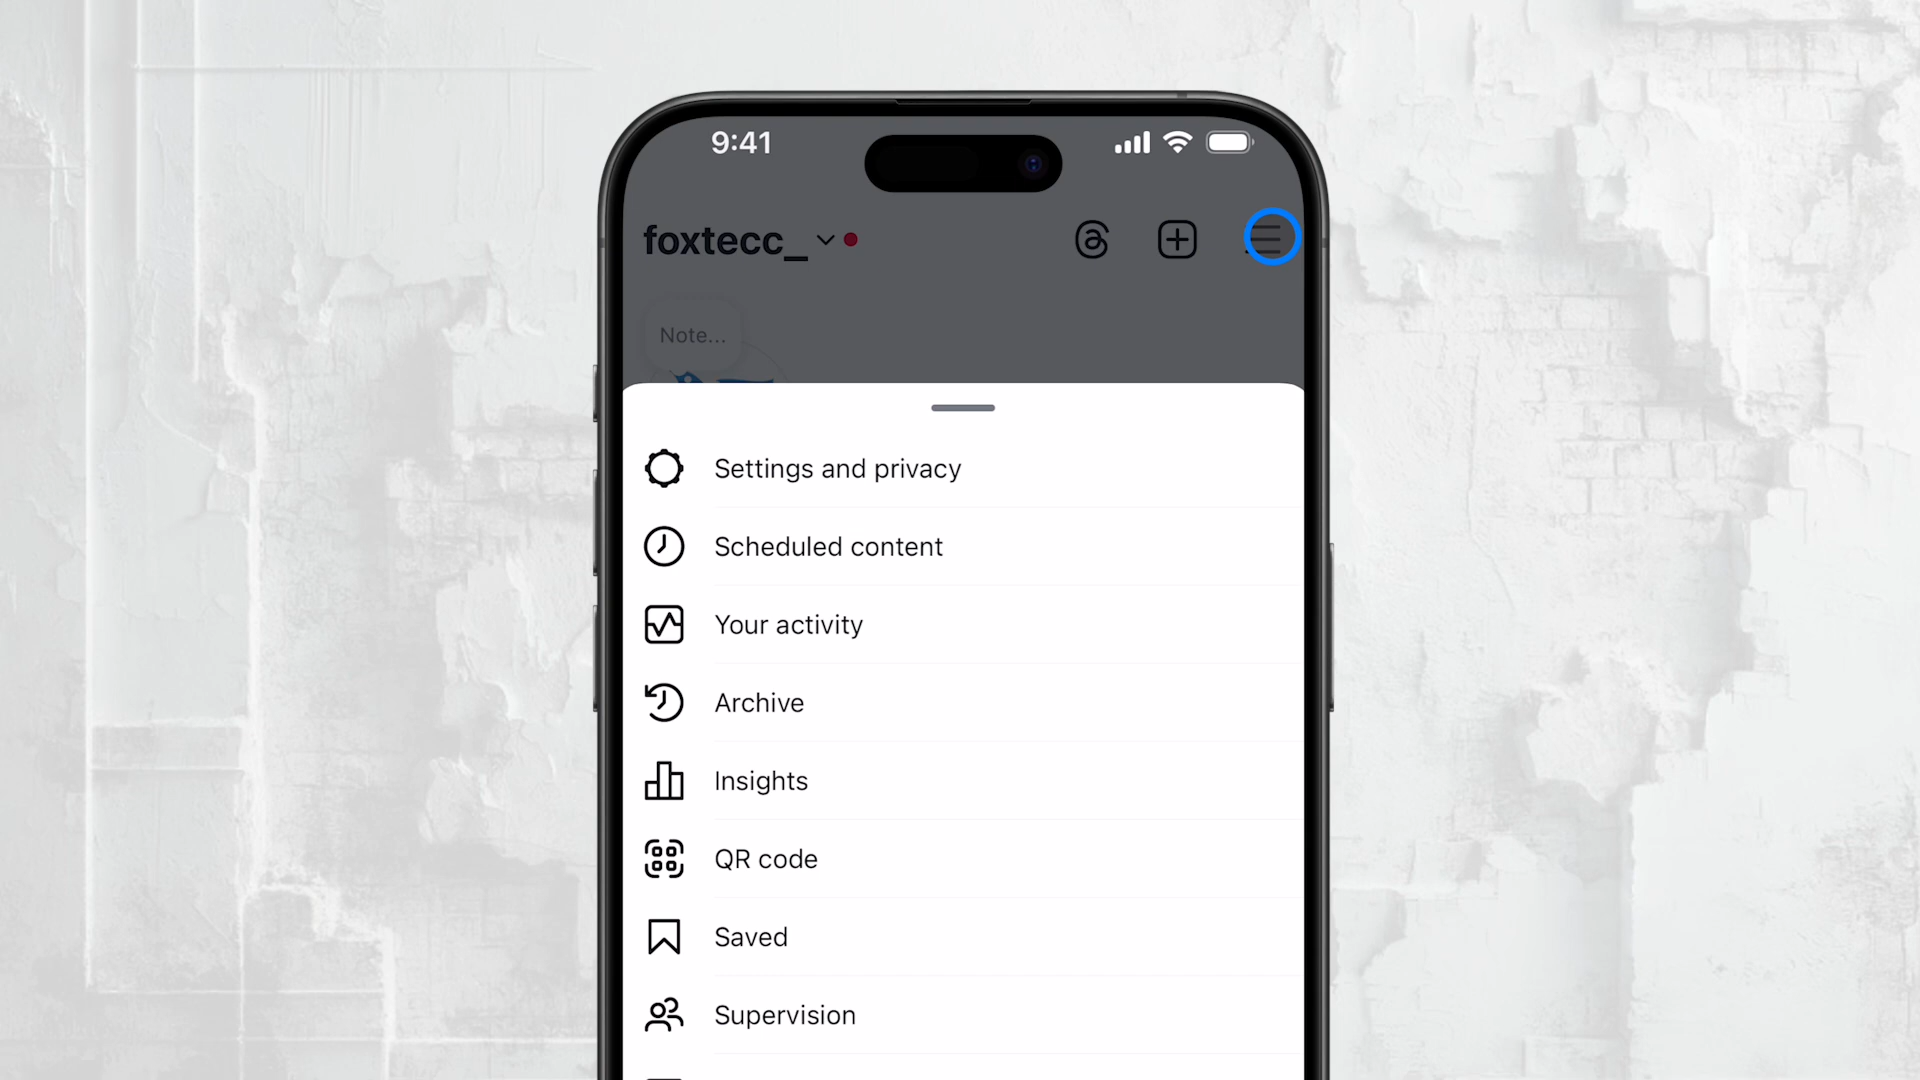 9:41
foxtecc_
Note...
Settings and privacy
Scheduled content
Your activity
Archive
Insights
QR code
Saved
Supervision